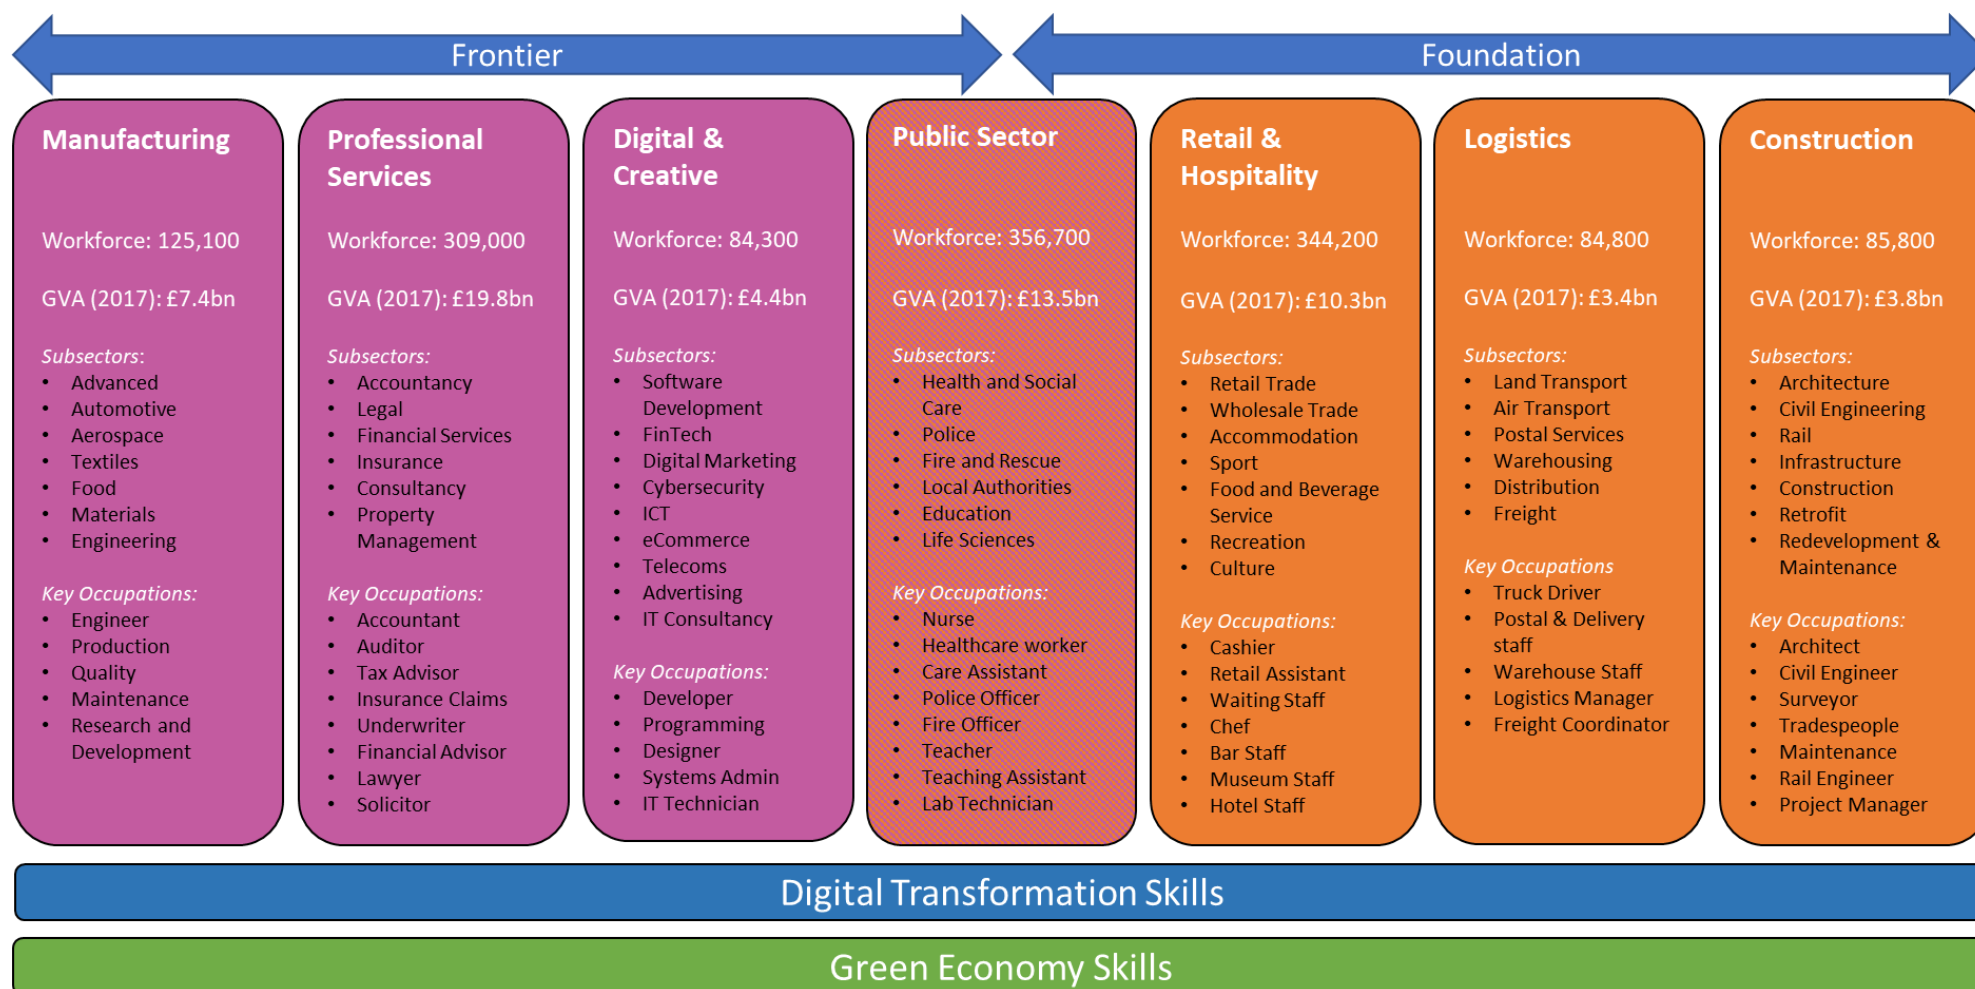 Frontier
Foundation
Manufacturing
Workforce: 125,100
GVA (2017): £7.4bn
Subsectors:
• Advanced
• Automotive
• Aerospace
• Textiles
• Food
• Materials
• Engineering
Key Occupations:
• Engineer
• Production
• Quality
• Maintenance
• Research and
Development
Professional
Services
Workforce: 309,000
GVA (2017): £19.8bn
Subsectors:
• Accountancy
• Legal
• Financial Services
• Insurance
• Consultancy
• Property
Management
Key Occupations:
• Accountant
• Auditor
• Tax Advisor
• Insurance Claims
• Underwriter
• Financial Advisor
• Lawyer
• Solicitor
Digital &
Creative
Workforce: 84,300
GVA (2017): £4.4bn
Subsectors:
• Software
Development
• FinTech
• Digital Marketing
• Cybersecurity
• ICT
• eCommerce
• Telecoms
• Advertising
• IT Consultancy
Key Occupations:
• Developer
• Programming
• Designer
• Systems Admin
• IT Technician
Public Sector
Workforce: 356,700
GVA (2017): £13.5bn
Subsectors:
• Health and Social
Care
• Police
• Fire and Rescue
• Local Authorities
• Education
• Life Sciences
Key Occupations:
• Nurse
• Healthcare worker
• Care Assistant
• Police Officer
• Fire Officer
• Teacher
• Teaching Assistant
• Lab Technician
Retail &
Hospitality
Workforce: 344,200
GVA (2017): £10.3bn
Subsectors:
• Retail Trade
• Wholesale Trade
• Accommodation
• Sport
• Food and Beverage
Service
• Recreation
• Culture
Key Occupations:
• Cashier
• Retail Assistant
• Waiting Staff
• Chef
• Bar Staff
• Museum Staff
• Hotel Staff
Logistics
Workforce: 84,800
GVA (2017): £3.4bn
Subsectors:
• Land Transport
• Air Transport
• Postal Services
• Warehousing
• Distribution
• Freight
Key Occupations
• Truck Driver
• Postal & Delivery
staff
• Warehouse Staff
• Logistics Manager
• Freight Coordinator
Construction
Workforce: 85,800
GVA (2017): £3.8bn
Subsectors:
• Architecture
• Civil Engineering
• Rail
• Infrastructure
• Construction
• Retrofit
• Redevelopment &
Maintenance
Key Occupations:
• Architect
• Civil Engineer
• Surveyor
• Tradespeople
• Maintenance
• Rail Engineer
• Project Manager
Digital Transformation Skills
Green Economy Skills